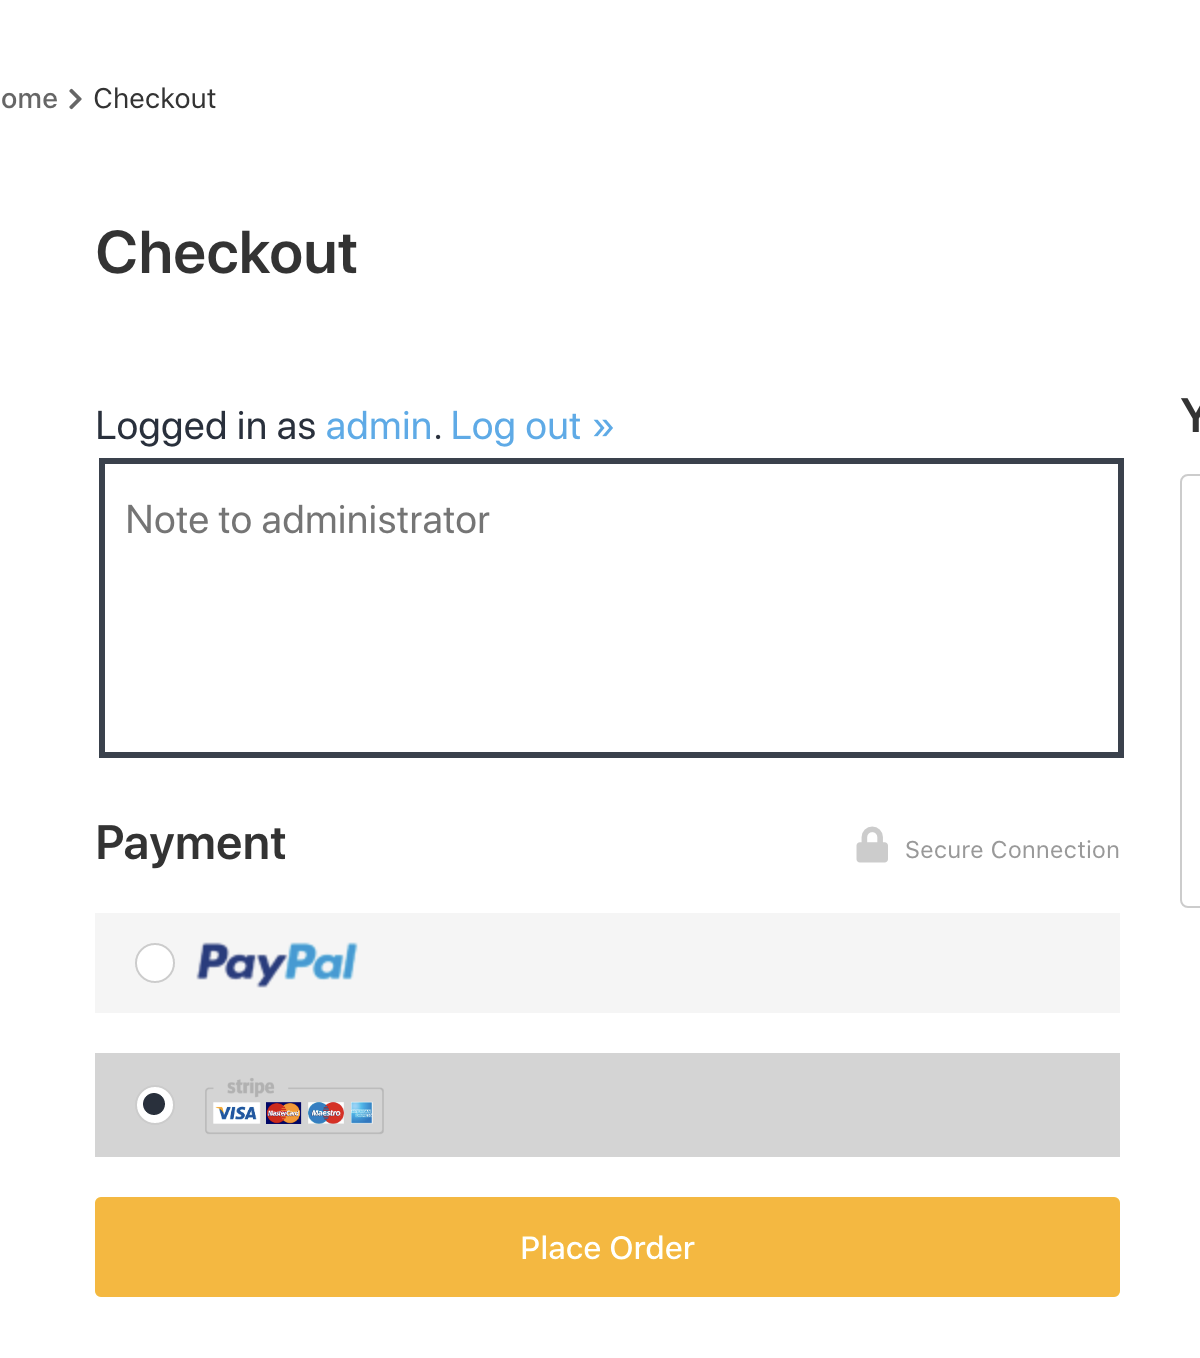 ome > Checkout
Checkout
Logged in as admin. Log out »
Y
Note to administrator
Payment
Secure Connection
PayPal
stripe
VISA MasterCard Maestro
Place Order